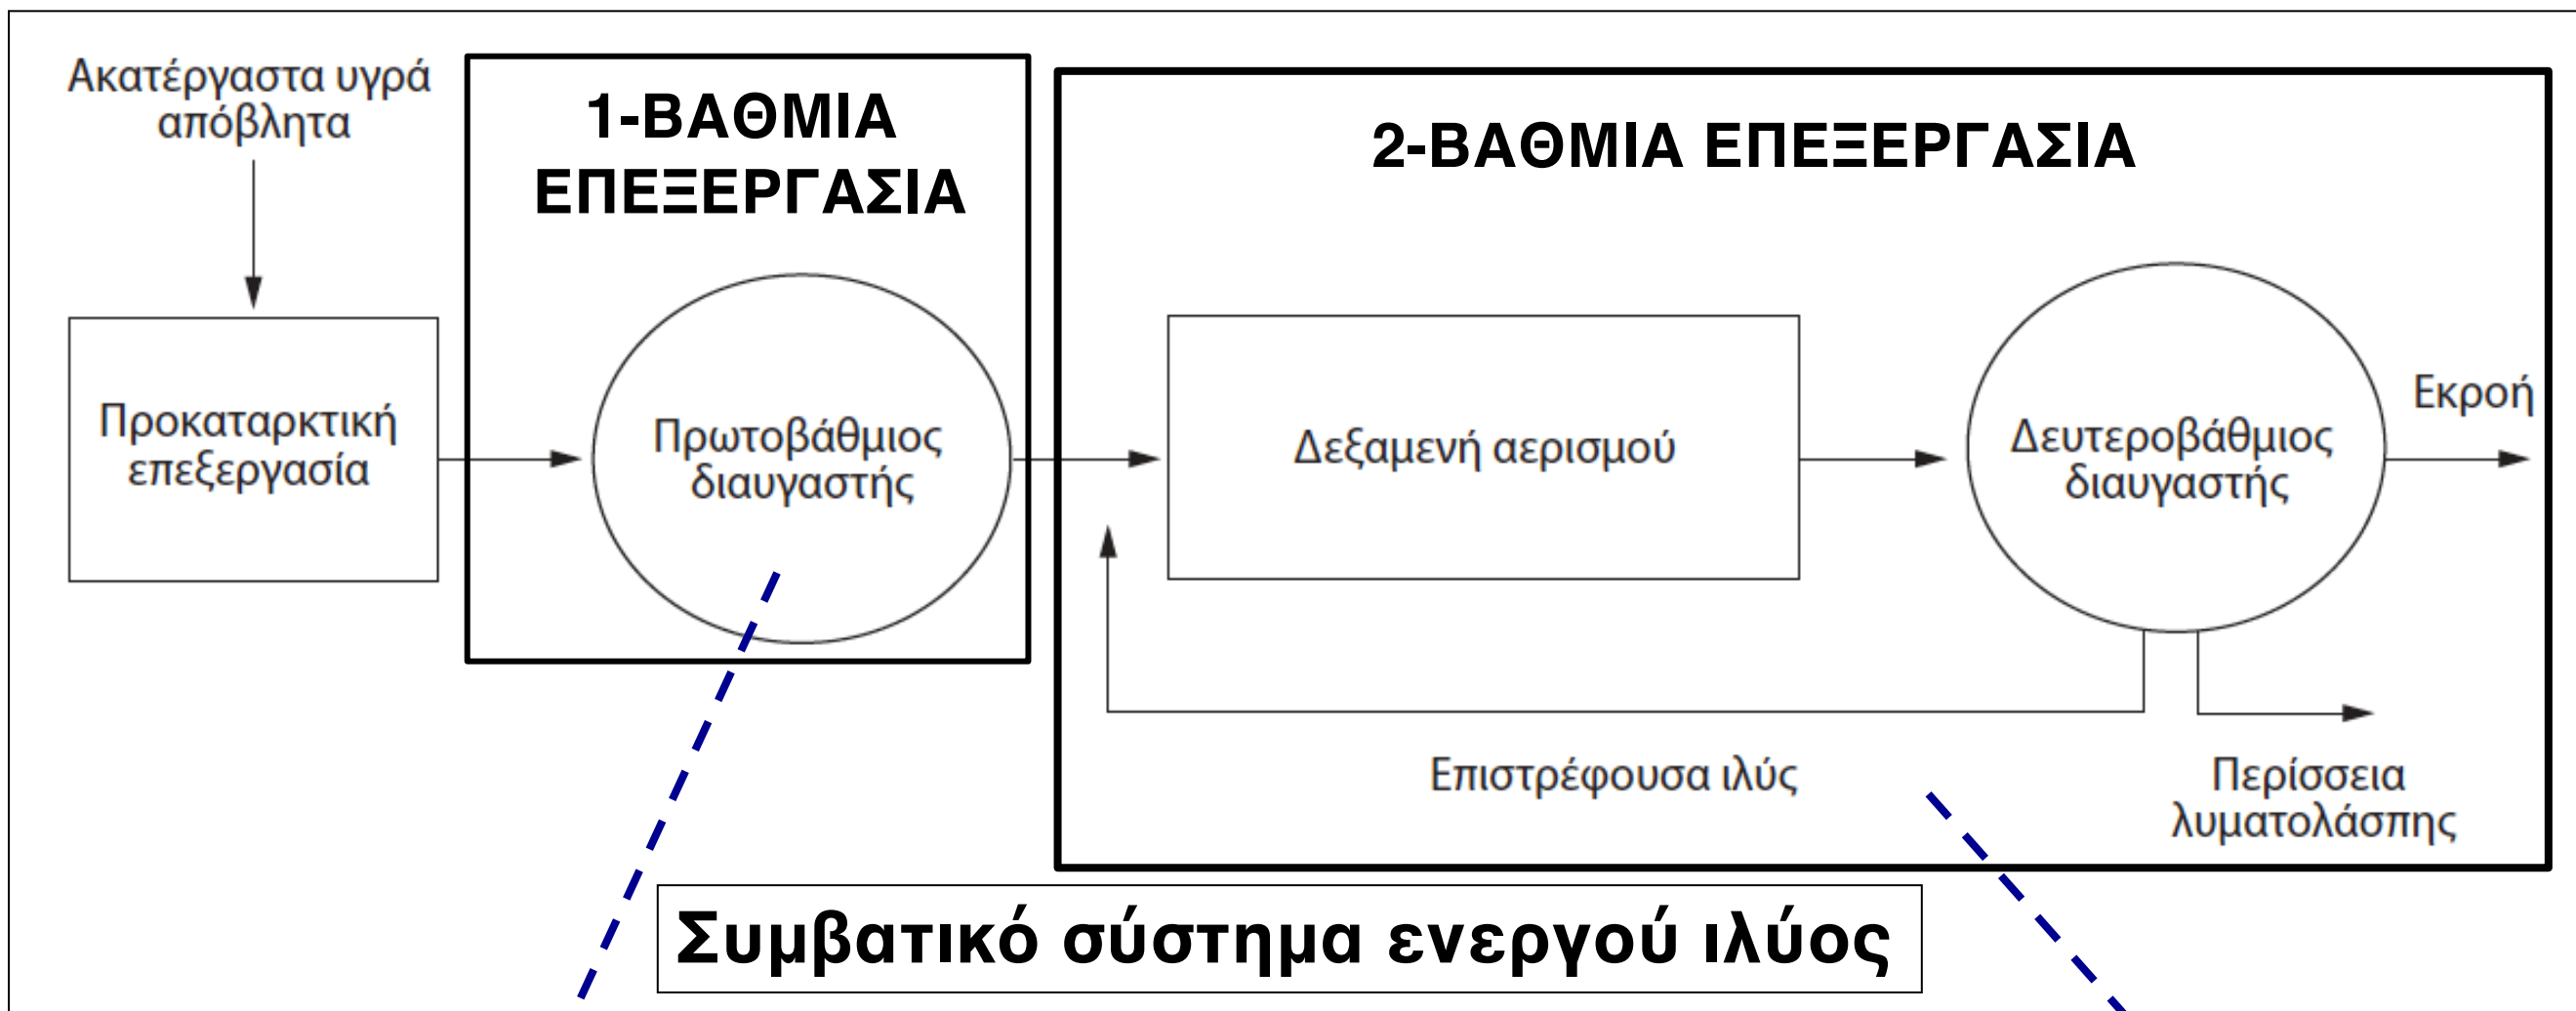 Ακατέργαστα υγρά
απόβλητα
1-ΒΑΘΜΙΑ
ΕΠΕΞΕΡΓΑΣΙΑ
2-ΒΑΘΜΙΑ ΕΠΕΞΕΡΓΑΣΙΑ
Προκαταρκτική
επεξεργασία
Πρωτοβάθμιος
διαυγαστής
Δεξαμενή αερισμού
Δευτεροβάθμιος
διαυγαστής
Εκροή
Επιστρέφουσα ιλύς
Περίσσεια
λυματολάσπης
Συμβατικό σύστημα ενεργού ιλύος